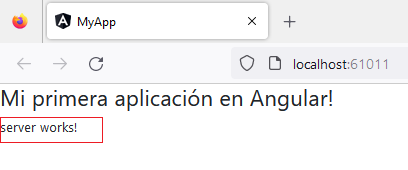 MyApp
localhost:61011
Mi primera aplicación en Angular!
server works!